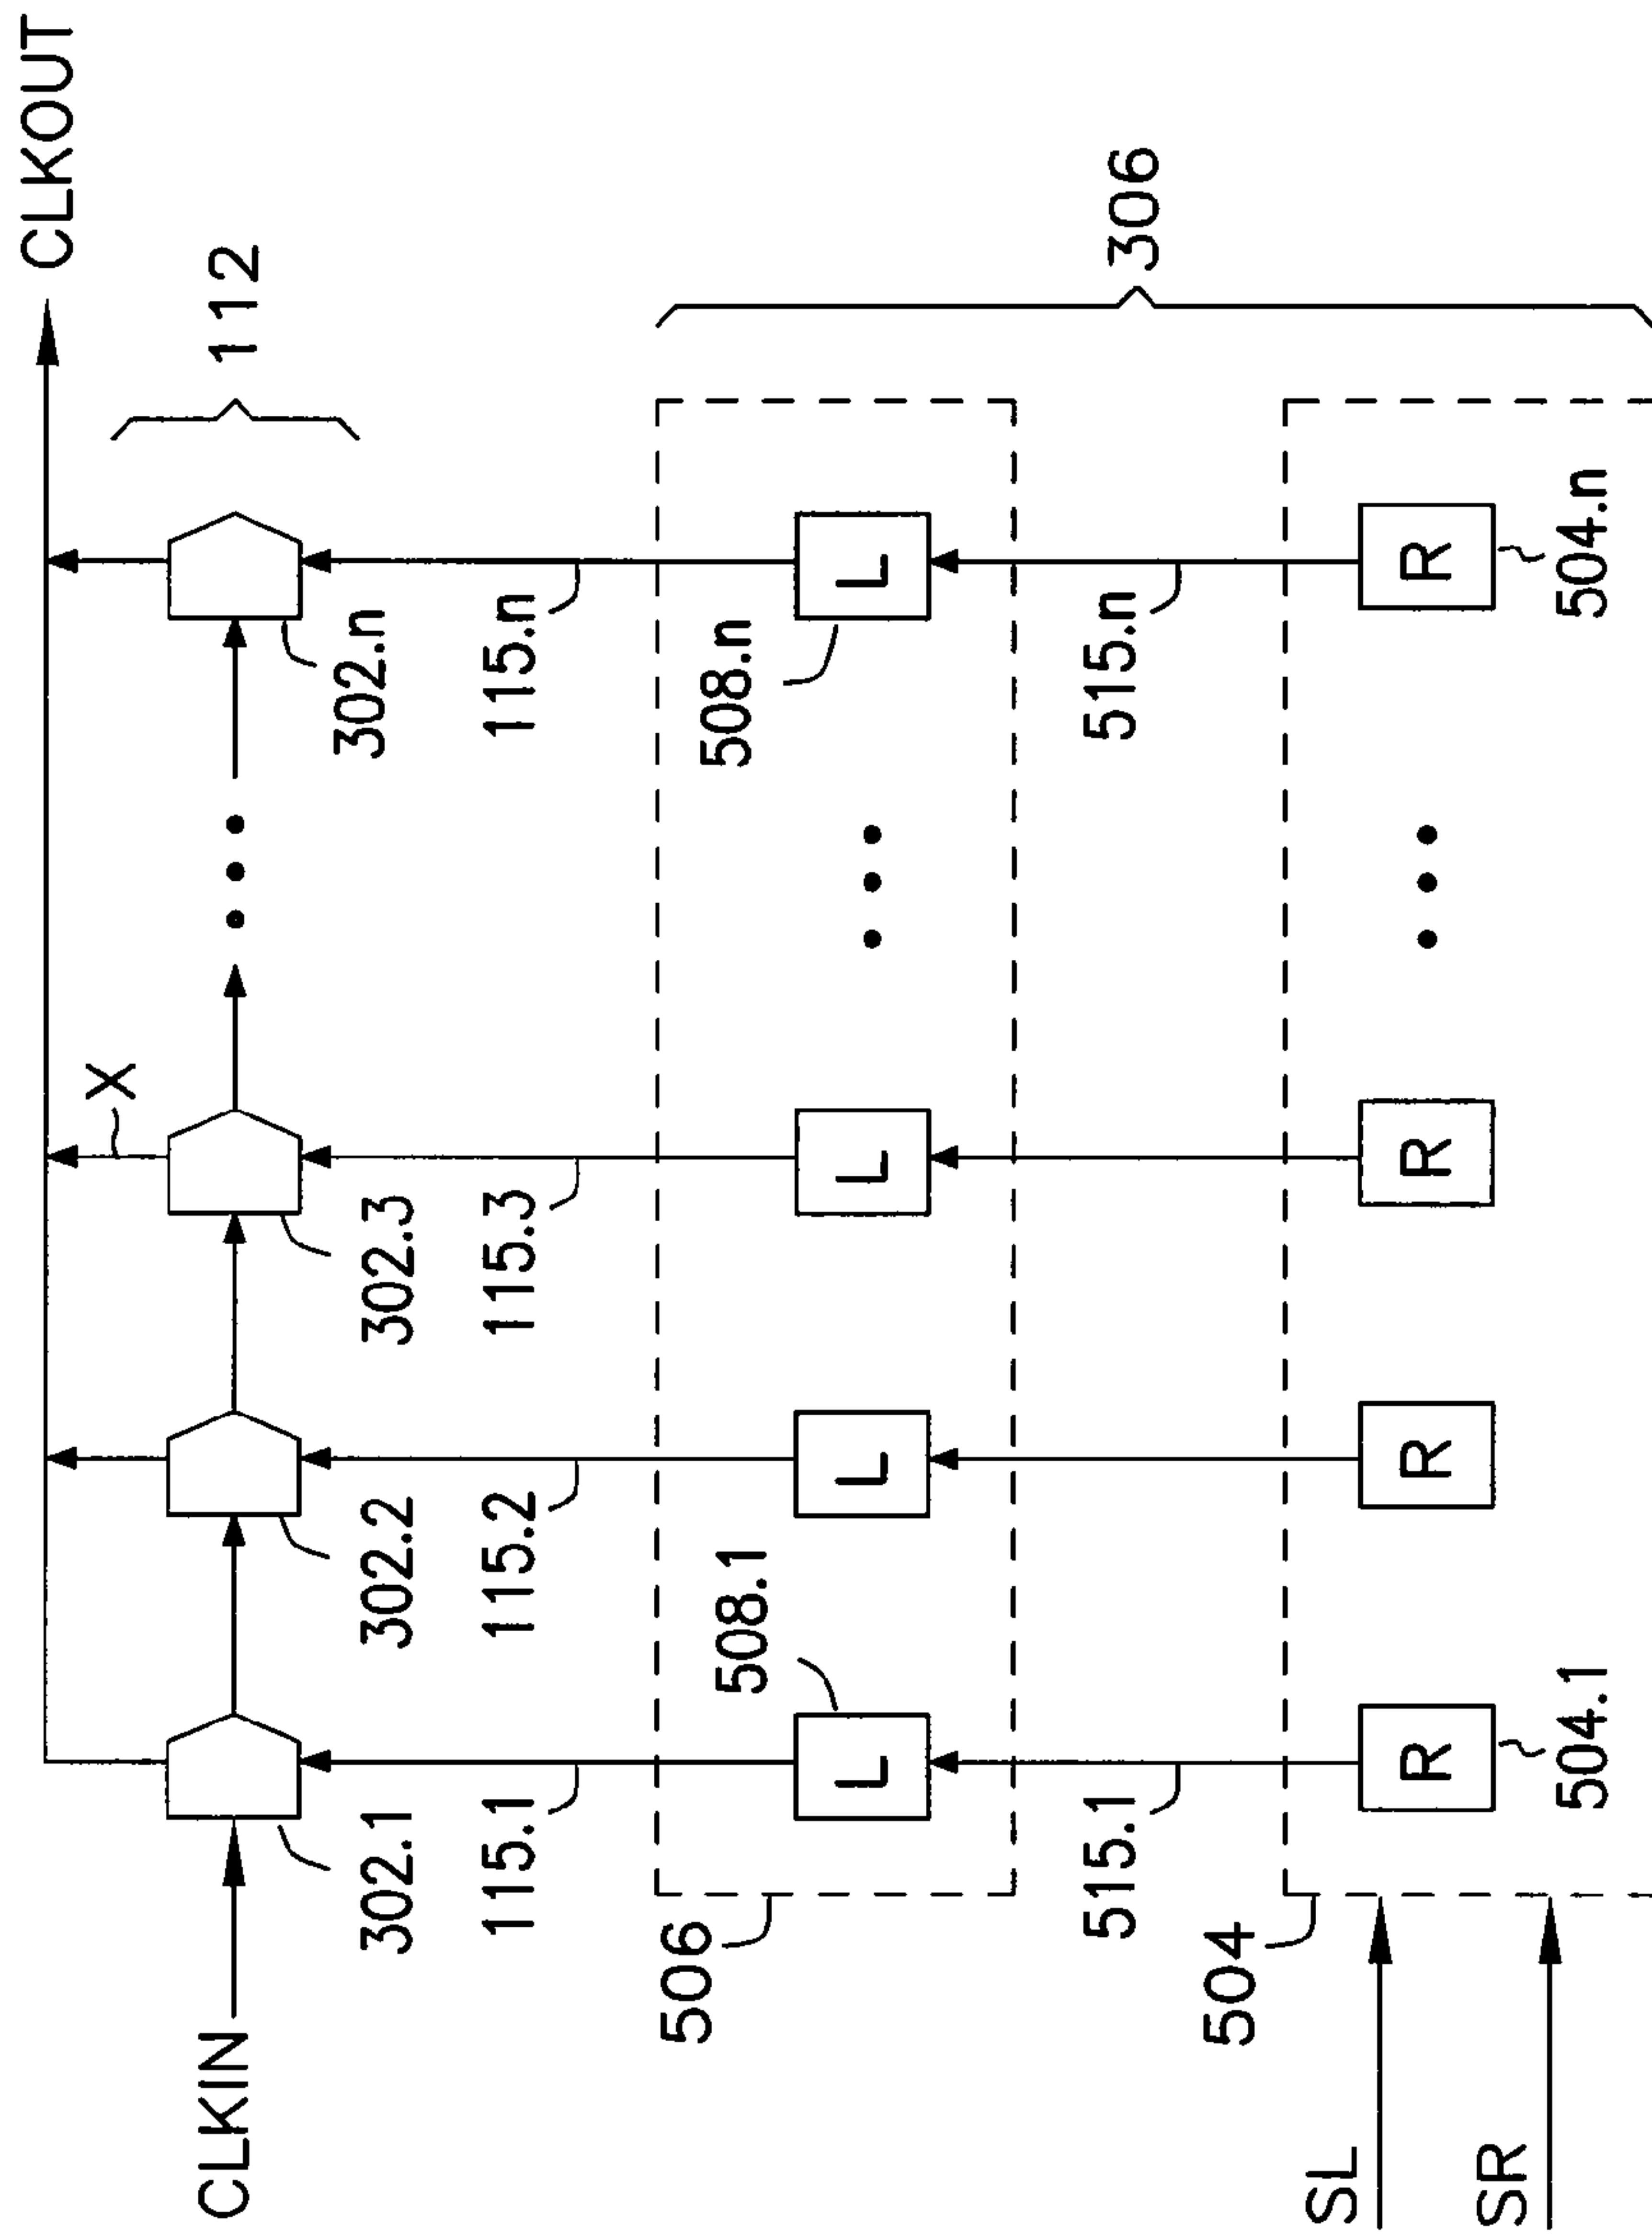 CLKOUT
X
112
CLKIN
302.1
302.2
302.3
302.n
115.1
115.2
115.3
115.n
306
506
508.1
508.n
L
L
L
L
515.1
515.n
504
SL
SR
R
R
R
R
504.1
504.n